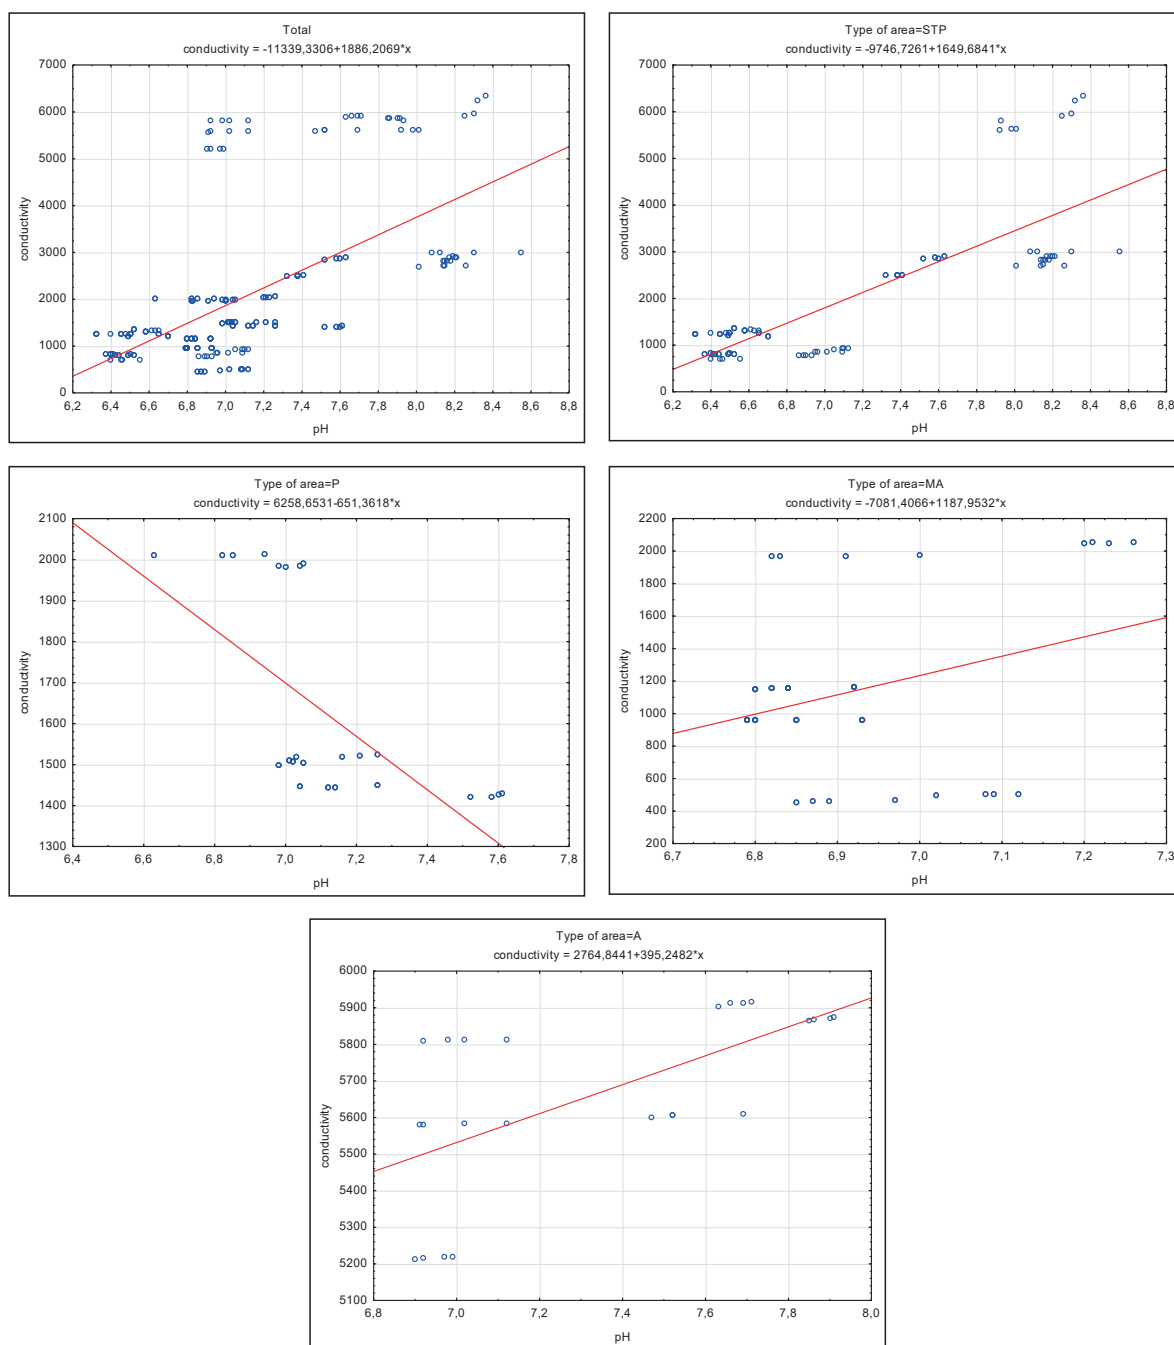 Total
conductivity = -11339,3306+1886,2069*x
7000
6000
5000
4000
3000
2000
1000
0
conductivity
6,2 6,4 6,6 6,8 7,0 7,2 7,4 7,6 7,8 8,0 8,2 8,4 8,6 8,8
pH
Type of area=STP
conductivity = -9746,7261+1649,6841*x
7000
6000
5000
4000
3000
2000
1000
0
conductivity
6,2 6,4 6,6 6,8 7,0 7,2 7,4 7,6 7,8 8,0 8,2 8,4 8,6 8,8
pH
Type of area=P
conductivity = 6258,6531-651,3618*x
2100
2000
1900
1800
1700
1600
1500
1400
1300
conductivity
6,4 6,6 6,8 7,0 7,2 7,4 7,6 7,8
pH
Type of area=MA
conductivity = -7081,4066+1187,9532*x
2200
2000
1800
1600
1400
1200
1000
800
600
400
200
conductivity
6,7 6,8 6,9 7,0 7,1 7,2 7,3
pH
Type of area=A
conductivity = 2764,8441+395,2482*x
6000
5900
5800
5700
5600
5500
5400
5300
5200
5100
conductivity
6,8 7,0 7,2 7,4 7,6 7,8 8,0
pH